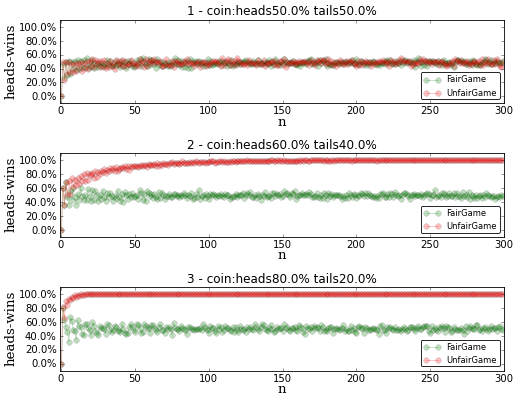 1 - coin:heads50.0% tails50.0%
100.0%
80.0%
60.0%
40.0%
20.0%
0.0%
heads-wins
FairGame
UnfairGame
0 50 100 150 200 250 300
n
2 - coin:heads60.0% tails40.0%
100.0%
80.0%
60.0%
40.0%
20.0%
0.0%
heads-wins
FairGame
UnfairGame
0 50 100 150 200 250 300
n
3 - coin:heads80.0% tails20.0%
100.0%
80.0%
60.0%
40.0%
20.0%
0.0%
heads-wins
FairGame
UnfairGame
0 50 100 150 200 250 300
n